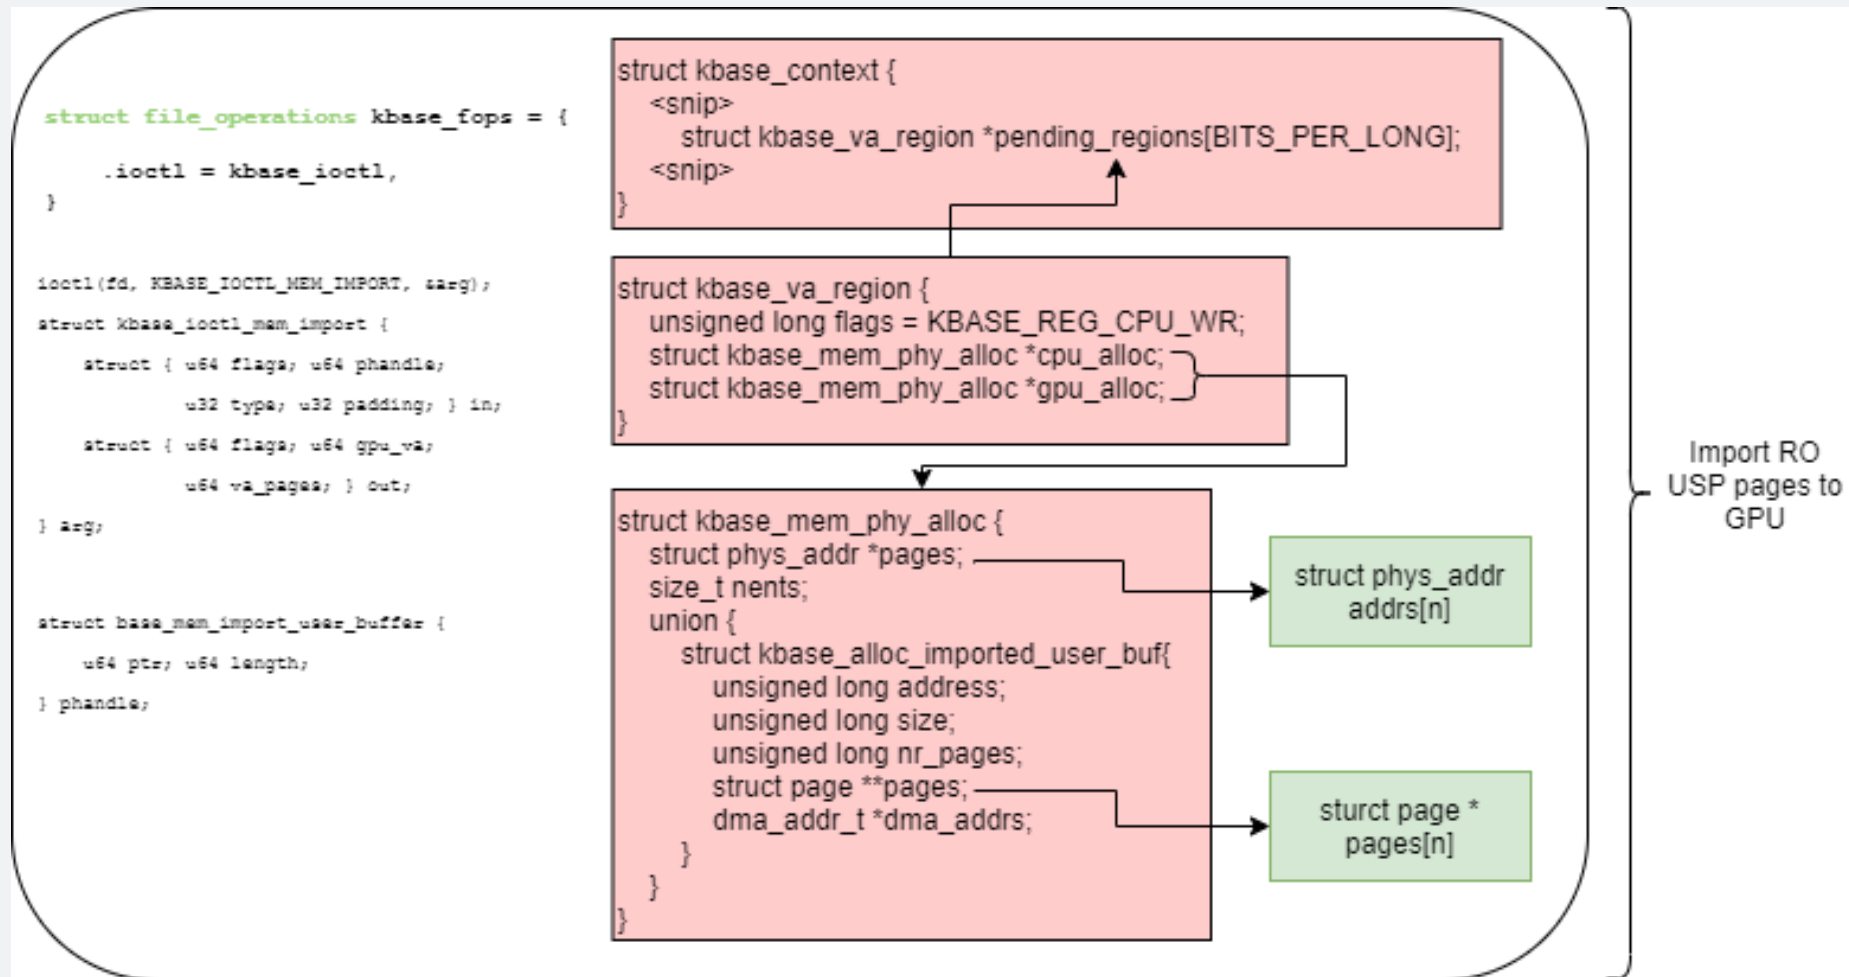 struct file_operations kbase_fops = {
.ioctl = kbase_ioctl,
}
ioctl(fd, KBASE_IOCTL_MEM_IMPORT, &arg);
struct kbase_ioctl_mem_import {
struct { u64 flags; u64 phandle;
u32 type; u32 padding; } in;
struct { u64 flags; u64 gpu_va;
u64 va_pages; } out;
} arg;
struct base_mem_import_user_buffer {
u64 ptr; u64 length;
} phandle;
struct kbase_context {
<snip>
struct kbase_va_region *pending_regions[BITS_PER_LONG];
<snip>
}
struct kbase_va_region {
unsigned long flags = KBASE_REG_CPU_WR;
struct kbase_mem_phy_alloc *cpu_alloc;
struct kbase_mem_phy_alloc *gpu_alloc;
}
struct kbase_mem_phy_alloc {
struct phys_addr *pages;
size_t nents;
union {
struct kbase_alloc_imported_user_buf{
unsigned long address;
unsigned long size;
unsigned long nr_pages;
struct page **pages;
dma_addr_t *dma_addrs;
}
}
}
struct phys_addr
addrs[n]
sturct page *
pages[n]
Import RO
USP pages to
GPU